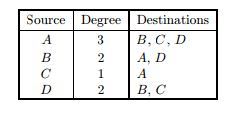 Source Degree Destinations
A 3 B, C, D
B 2 A, D
C 1 A
D 2 B, C